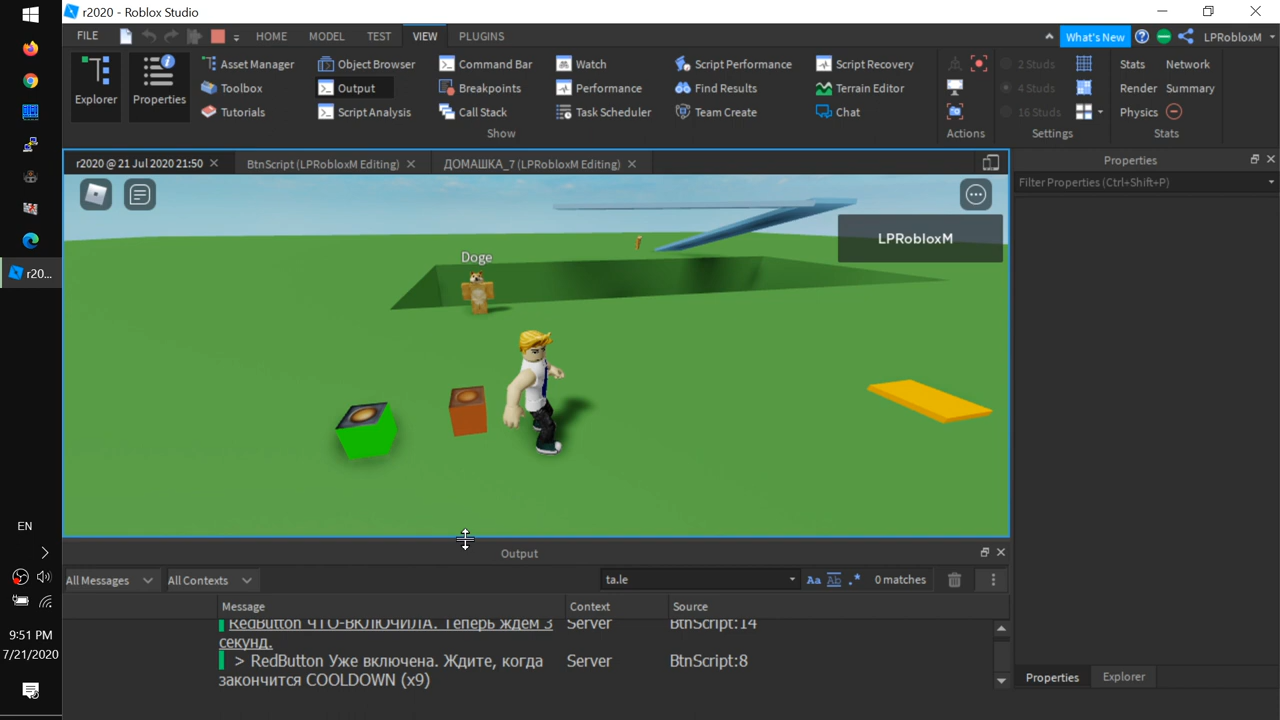 r2020 - Roblox Studio
FILE HOME MODEL TEST VIEW PLUGINS What's New LPRobloxM
Explorer Properties
Asset Manager Object Browser Command Bar Watch Script Performance Script Recovery 2 Studs Stats Network
Toolbox Output Breakpoints Performance Find Results Terrain Editor 4 Studs Render Summary
Tutorials Script Analysis Call Stack Task Scheduler Team Create Chat 16 Studs Physics
Show Actions Settings Stats
r2020 @ 21 Jul 2020 21:50 BtnScript (LPRobloxM Editing) ДОМАШКА_7 (LPRobloxM Editing)
Properties
Filter Properties (Ctrl+Shift+P)
LPRobloxM
Doge
r20...
EN
9:51 PM
7/21/2020
Output
All Messages All Contexts ta.le Aa Ab .* 0 matches
Message Context Source
RedButton ЧТО-ВКЛЮЧИЛА. Теперь ждем 3 Server BtnScript:14
секунд.
> RedButton Уже включена. Ждите, когда Server BtnScript:8
закончится COOLDOWN (x9)
Properties Explorer